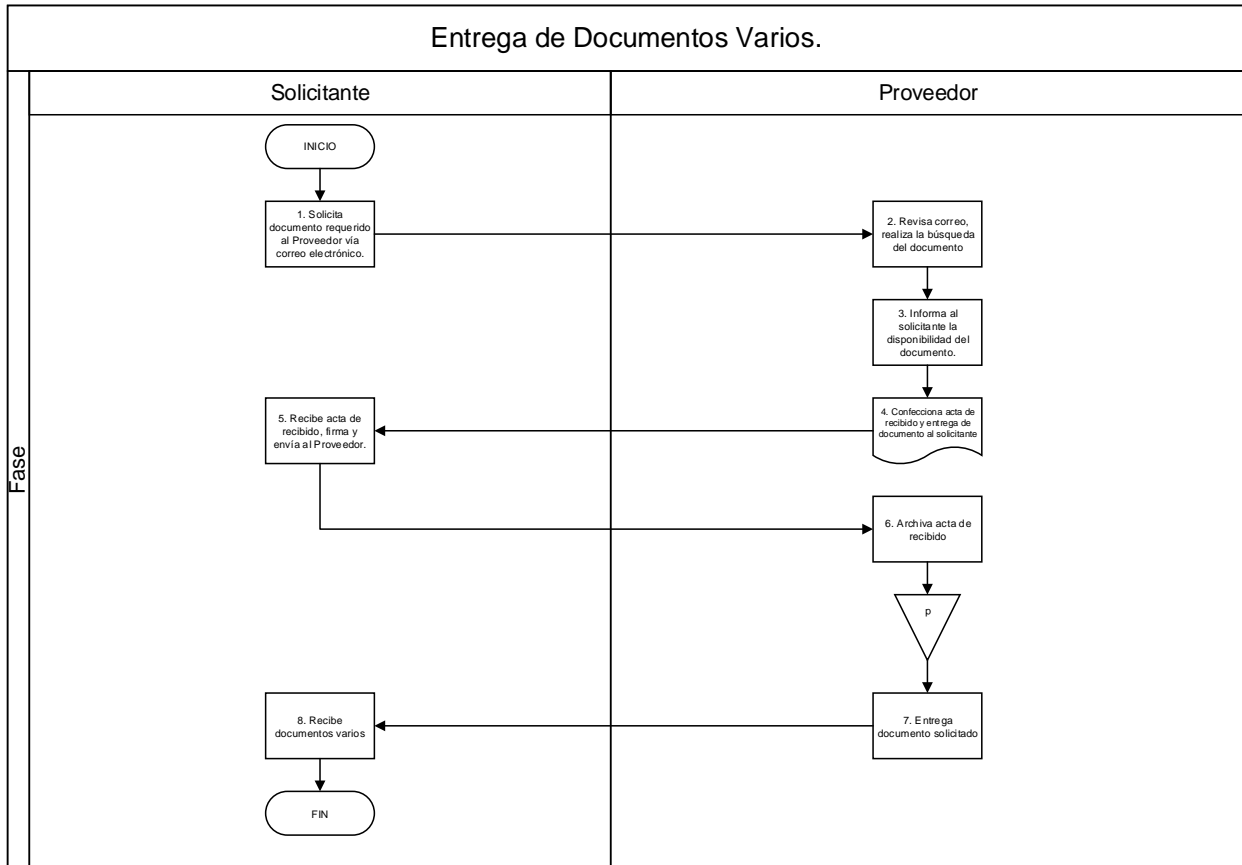 Entrega de Documentos Varios.
Fase
Solicitante
Proveedor
INICIO
1. Solicita
documento requerido
al Proveedor vía
correo electrónico.
2. Revisa correo,
realiza la búsqueda
del documento
3. Informa al
solicitante la
disponibilidad del
documento.
4. Confecciona acta de
recibido y entrega de
documento al solicitante
5. Recibe acta de
recibido, firma y
envía al Proveedor.
6. Archiva acta de
recibido
p
7. Entrega
documento solicitado
8. Recibe
documentos varios
FIN